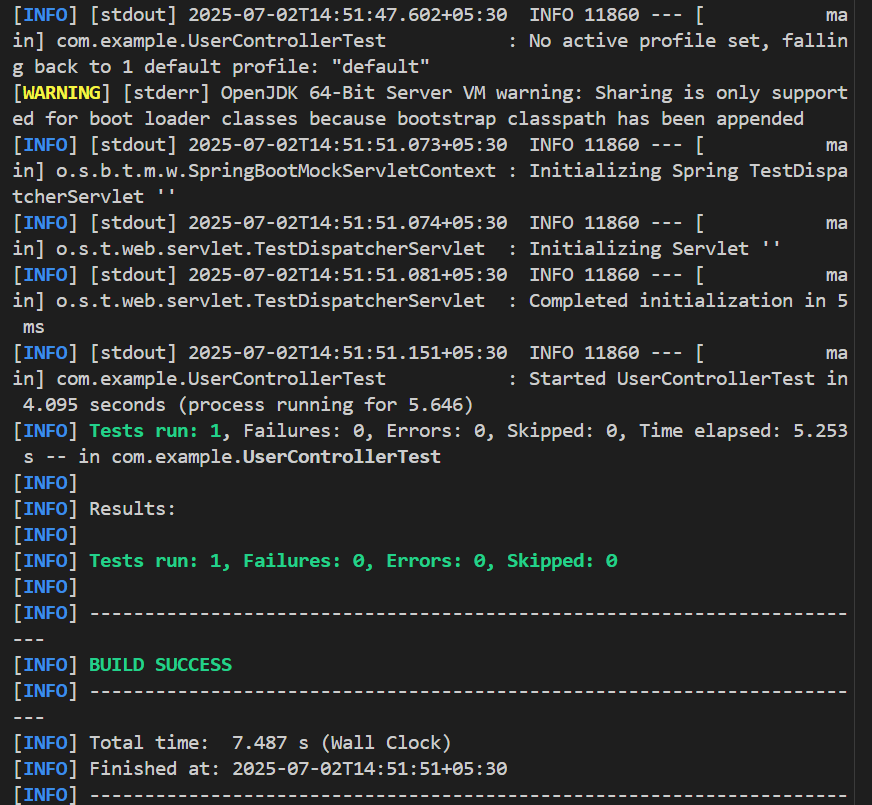 [INFO] [stdout] 2025-07-02T14:51:47.602+05:30  INFO 11860 --- [           ma
in] com.example.UserControllerTest           : No active profile set, fallin
g back to 1 default profile: "default"
[WARNING] [stderr] OpenJDK 64-Bit Server VM warning: Sharing is only support
ed for boot loader classes because bootstrap classpath has been appended
[INFO] [stdout] 2025-07-02T14:51:51.073+05:30  INFO 11860 --- [           ma
in] o.s.b.t.m.w.SpringBootMockServletContext : Initializing Spring TestDispa
tcherServlet ''
[INFO] [stdout] 2025-07-02T14:51:51.074+05:30  INFO 11860 --- [           ma
in] o.s.t.web.servlet.TestDispatcherServlet  : Initializing Servlet ''
[INFO] [stdout] 2025-07-02T14:51:51.081+05:30  INFO 11860 --- [           ma
in] o.s.t.web.servlet.TestDispatcherServlet  : Completed initialization in 5
 ms
[INFO] [stdout] 2025-07-02T14:51:51.151+05:30  INFO 11860 --- [           ma
in] com.example.UserControllerTest           : Started UserControllerTest in
 4.095 seconds (process running for 5.646)
[INFO] Tests run: 1, Failures: 0, Errors: 0, Skipped: 0, Time elapsed: 5.253
 s -- in com.example.UserControllerTest
[INFO]
[INFO] Results:
[INFO]
[INFO] Tests run: 1, Failures: 0, Errors: 0, Skipped: 0
[INFO]
[INFO] ---------------------------------------------------------------------
---
[INFO] BUILD SUCCESS
[INFO] ---------------------------------------------------------------------
---
[INFO] Total time:  7.487 s (Wall Clock)
[INFO] Finished at: 2025-07-02T14:51:51+05:30
[INFO] ---------------------------------------------------------------------